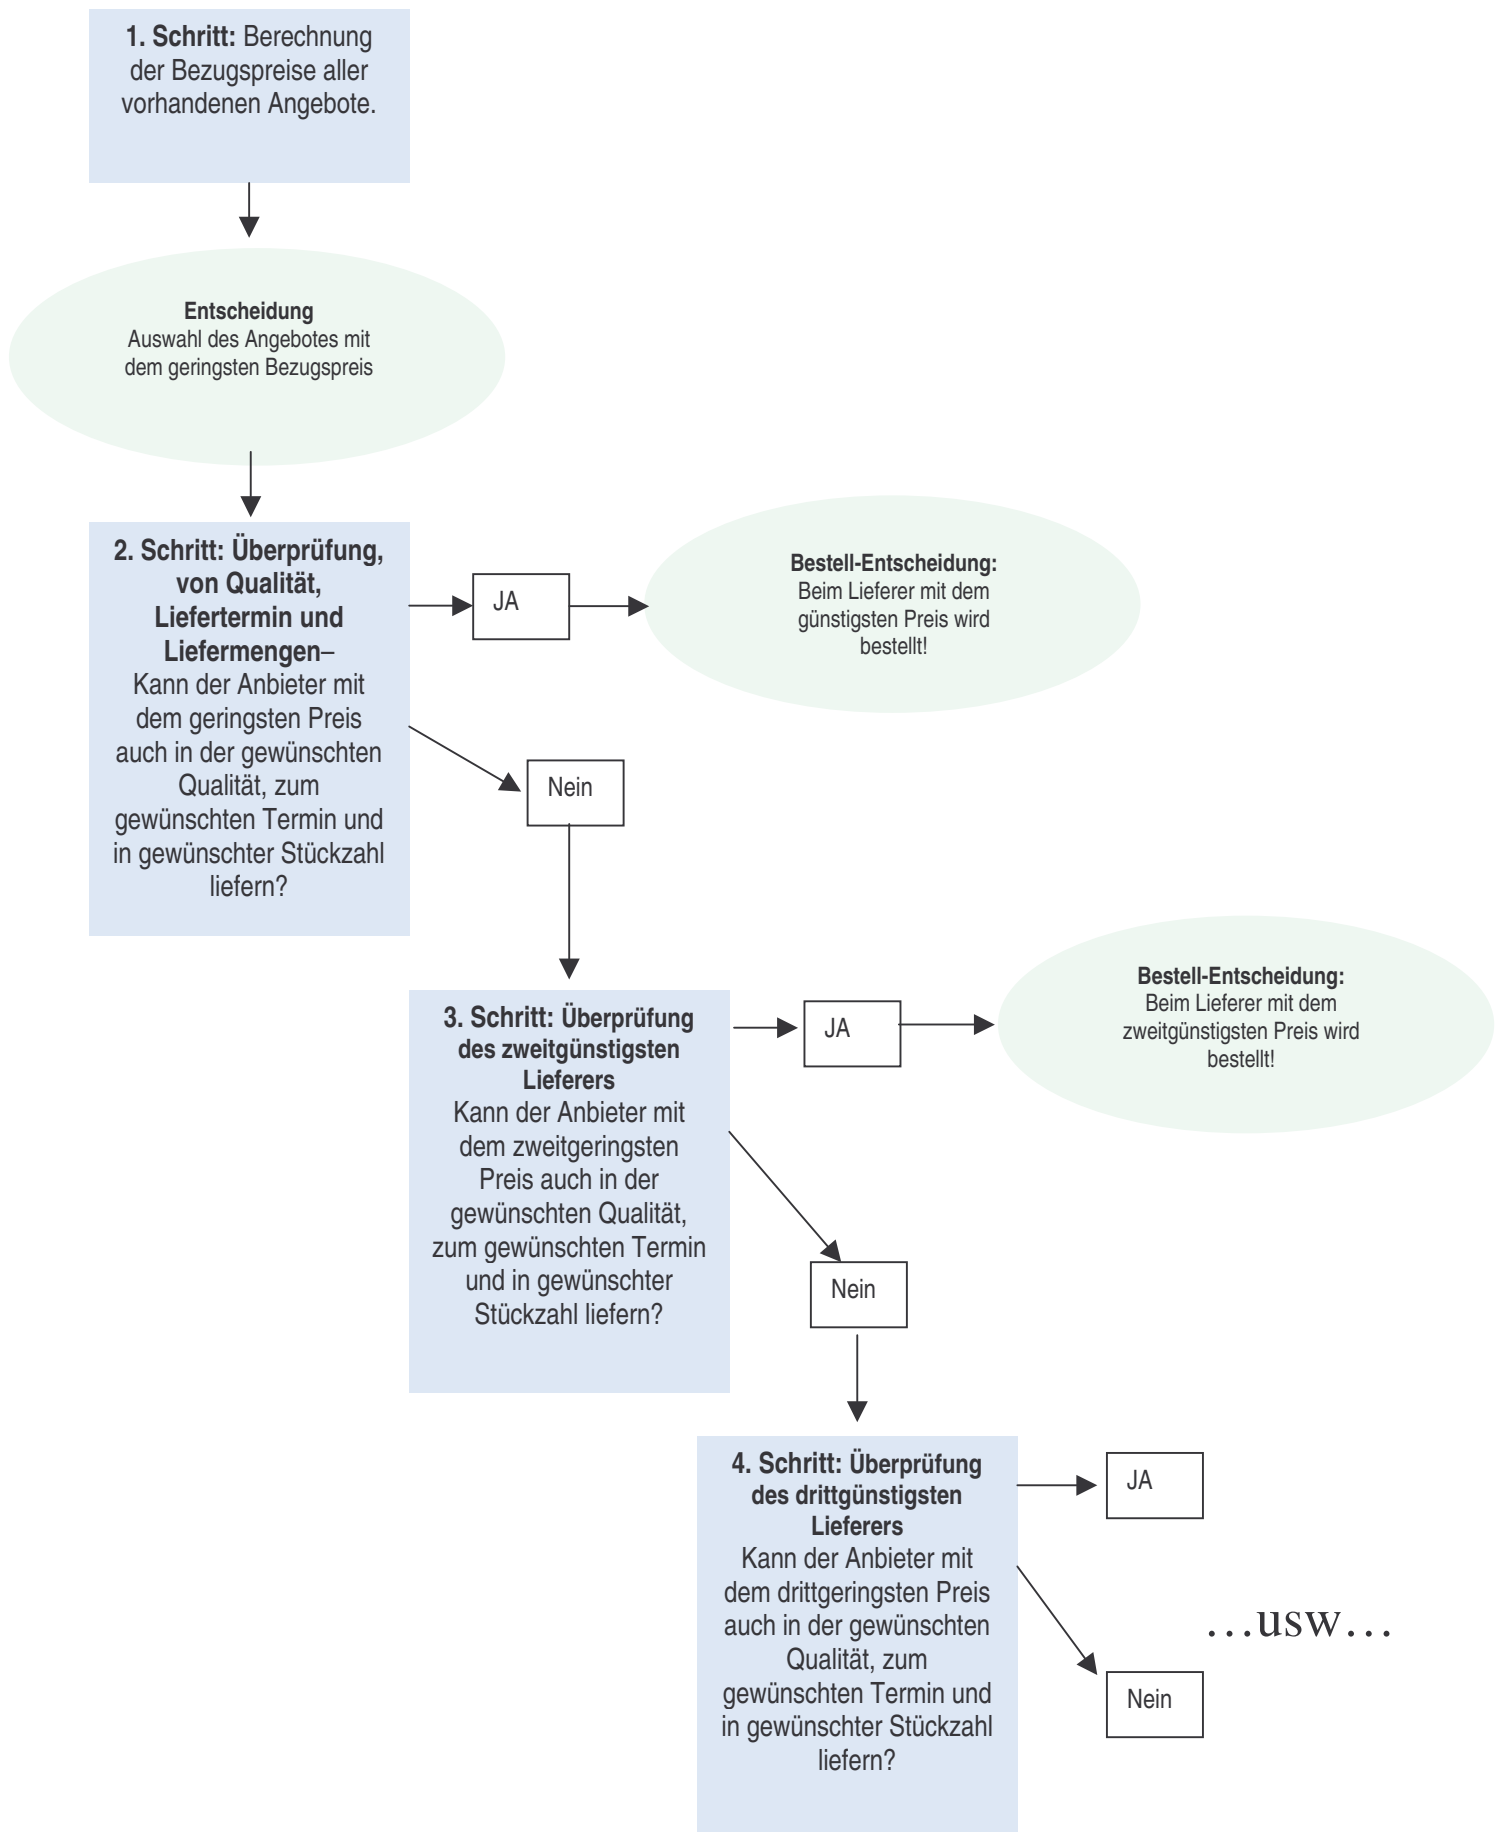 1. Schritt: Berechnung
der Bezugspreise aller
vorhandenen Angebote.
Entscheidung
Auswahl des Angebotes mit
dem geringsten Bezugspreis
2. Schritt: Überprüfung,
von Qualität,
Liefertermin und
Liefermengen–
Kann der Anbieter mit
dem geringsten Preis
auch in der gewünschten
Qualität, zum
gewünschten Termin und
in gewünschter Stückzahl
liefern?
JA
Bestell-Entscheidung:
Beim Lieferer mit dem
günstigsten Preis wird
bestellt!
Nein
3. Schritt: Überprüfung
des zweitgünstigsten
Lieferers
Kann der Anbieter mit
dem zweitgeringsten
Preis auch in der
gewünschten Qualität,
zum gewünschten Termin
und in gewünschter
Stückzahl liefern?
JA
Bestell-Entscheidung:
Beim Lieferer mit dem
zweitgünstigsten Preis wird
bestellt!
Nein
4. Schritt: Überprüfung
des drittgünstigsten
Lieferers
Kann der Anbieter mit
dem drittgeringsten Preis
auch in der gewünschten
Qualität, zum
gewünschten Termin und
in gewünschter Stückzahl
liefern?
JA
…usw…
Nein